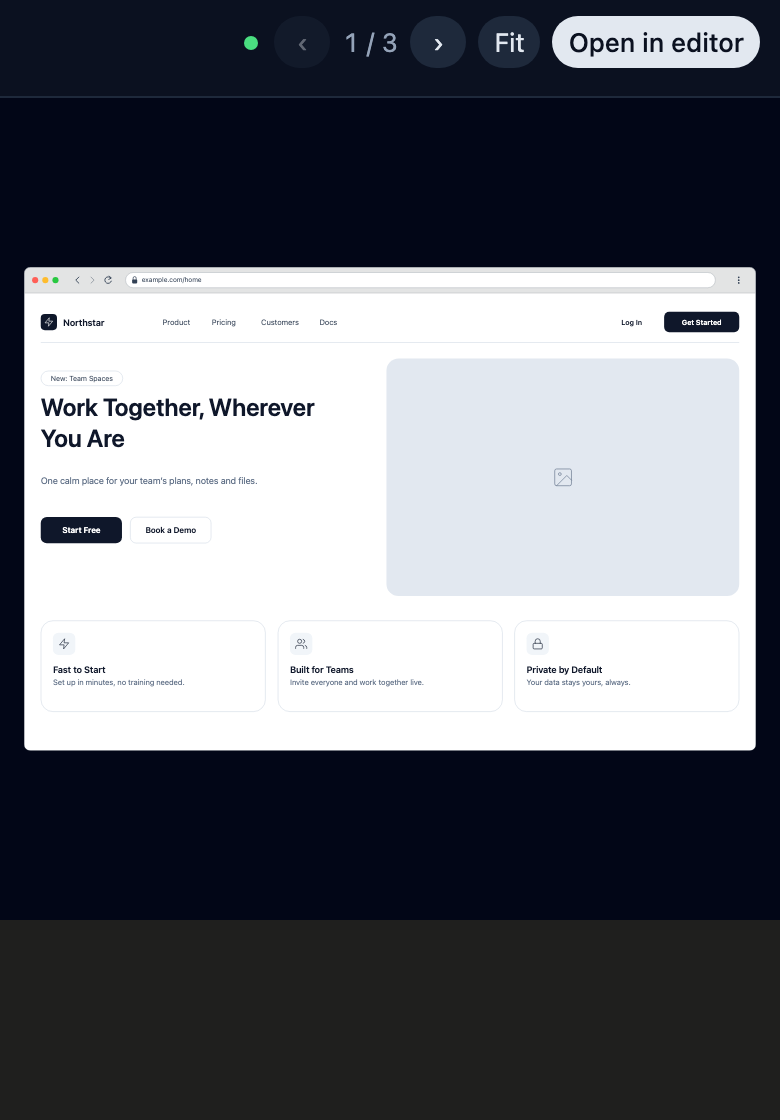 ‹ 1 / 3 › Fit Open in editor
example.com/home
Northstar Product Pricing Customers Docs Log In Get Started
New: Team Spaces
Work Together, Wherever
You Are
One calm place for your team's plans, notes and files.
Start Free Book a Demo
Fast to Start
Set up in minutes, no training needed.
Built for Teams
Invite everyone and work together live.
Private by Default
Your data stays yours, always.